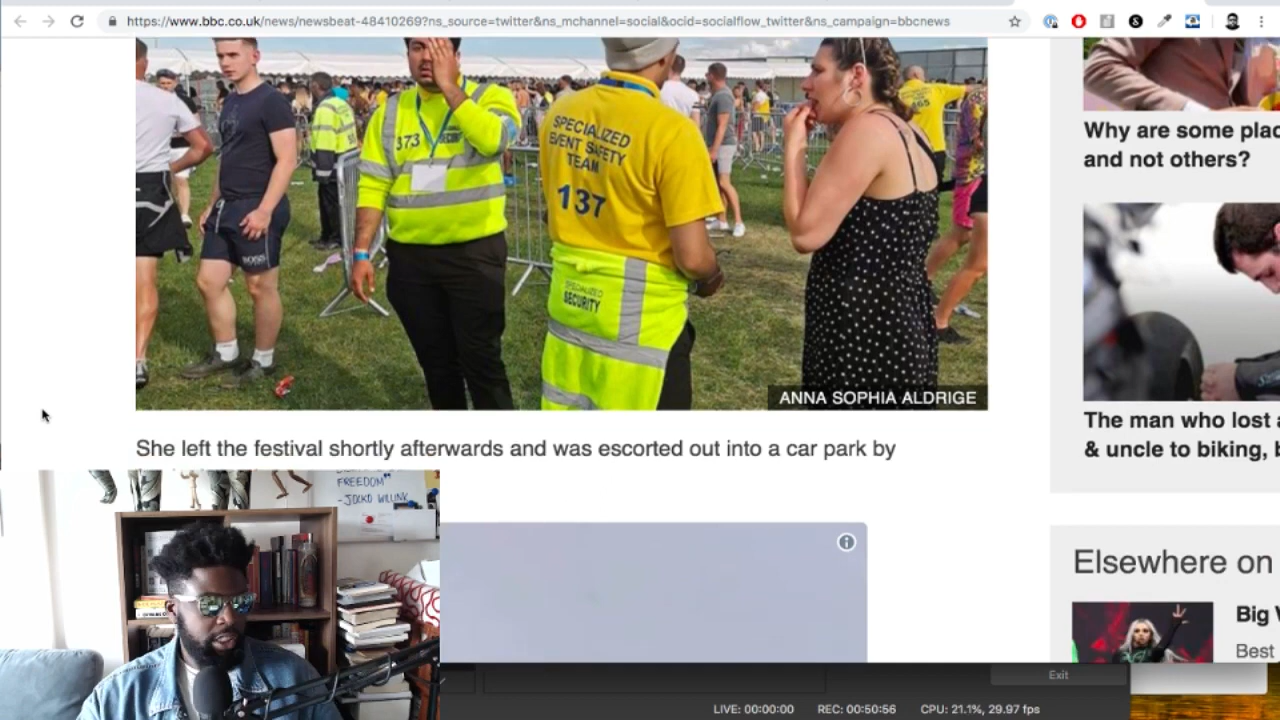 https://www.bbc.co.uk/news/newsbeat-48410269?ns_source=twitter&ns_mchannel=social&ocid=socialflow_twitter&ns_campaign=bbcnews
373
SPECIALIZED
EVENT SAFETY
TEAM
137
SPECIALIZED
SECURITY
BOSS
ANNA SOPHIA ALDRIGE
She left the festival shortly afterwards and was escorted out into a car park by
Why are some plac
and not others?
The man who lost
& uncle to biking,
Elsewhere on
Big
Best
FREEDOM"
- JOCKO WILLINK
Exit
LIVE: 00:00:00
REC: 00:50:56
CPU: 21.1%, 29.97 fps